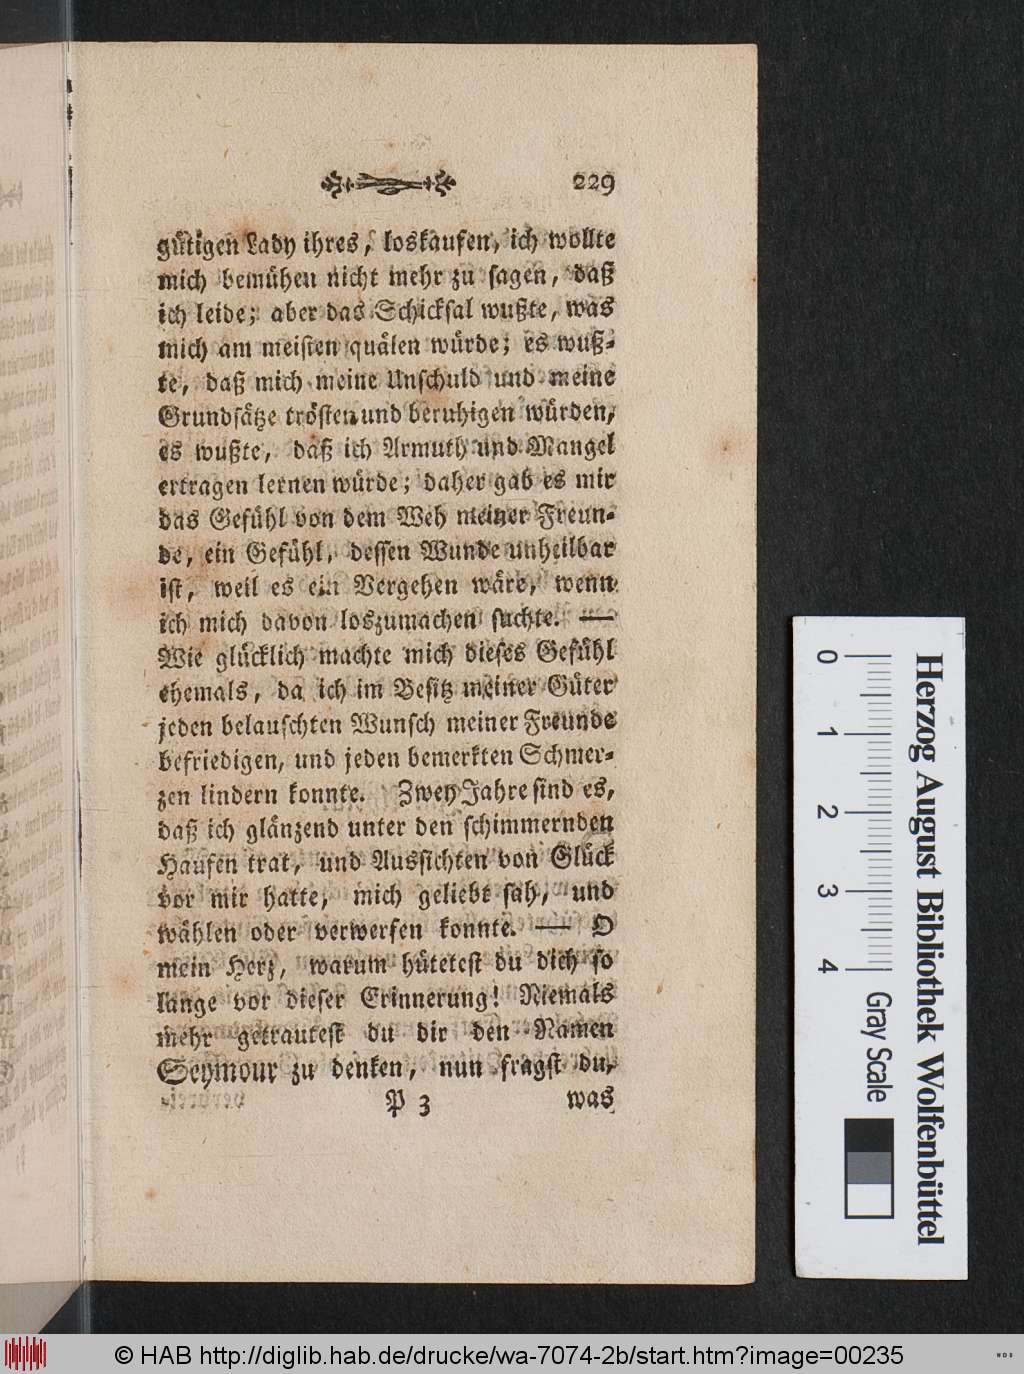 229
gütigen Lady ihres, loskaufen, ich wollte
mich bemühen nicht mehr zu sagen, daß
ich leide; aber das Schicksal wußte, was
mich am meisten quälen würde; es wuß-
te, daß mich meine Unschuld und meine
Grundsätze trösten und beruhigen würden,
es wußte, daß ich Armuth und Mangel
ertragen lernen würde; daher gab es mir
das Gefühl von dem Weh meiner Freun-
de, ein Gefühl, dessen Wunde unheilbar
ist, weil es ein Vergehen wäre, wenn
ich mich davon loszumachen suchte. —
Wie glücklich machte mich dieses Gefühl
ehemals, da ich im Besitz meiner Güter
jeden belauschten Wunsch meiner Freunde
befriedigen, und jeden bemerkten Schmer-
zen lindern konnte. Zwey Jahre sind es,
daß ich glänzend unter den schimmernden
Haufen trat, und Aussichten von Glück
vor mir hatte, mich geliebt sah, und
wählen oder verwerfen konnte. — O
mein Herz, warum hütetest du dich so
lange vor dieser Erinnerung! Niemals
mehr getrautest du dir den Namen
Seymour zu denken, nun fragst du,
P 3 was
0 1 2 3 4 Gray Scale
Herzog August Bibliothek Wolfenbüttel
© HAB http://diglib.hab.de/drucke/wa-7074-2b/start.htm?image=00235
WDB